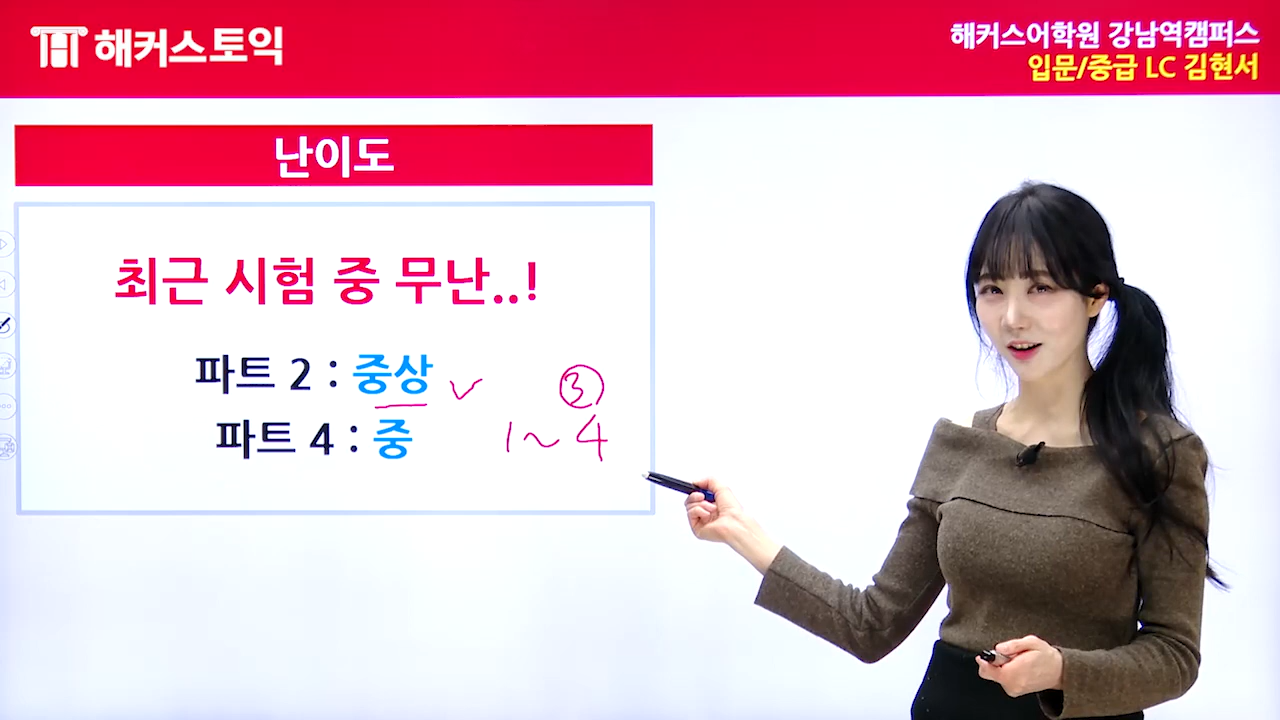 해커스토익
해커스어학원 강남역캠퍼스
입문/중급 LC 김현서
난이도
최근 시험 중 무난..!
파트 2 : 중상
③
파트 4 : 중
1~4